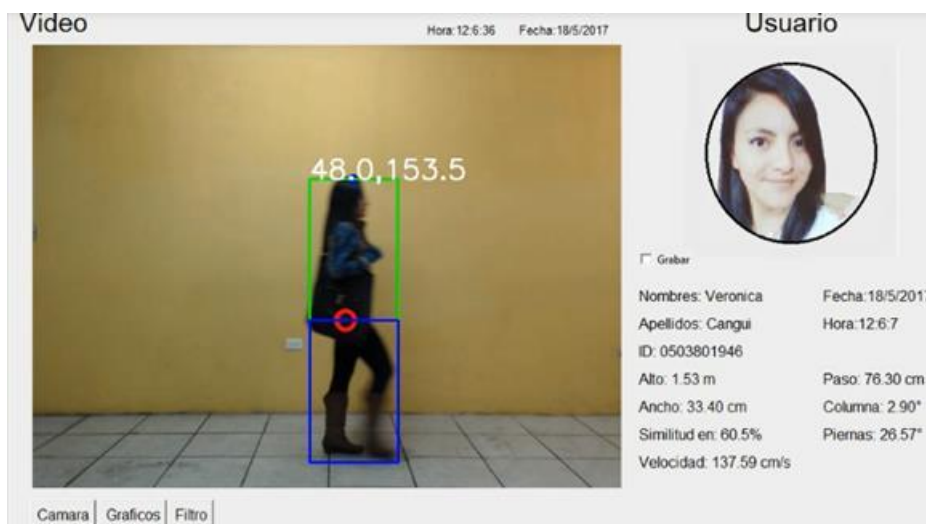 Video
Hora:12:6:36 Fecha:18/5/2017
Usuario
48.0,153.5
Grabar
Nombres: Veronica Fecha:18/5/2017
Apellidos: Cangui Hora:12:6:7
ID: 0503801946
Alto: 1.53 m Paso: 76.30 cm
Ancho: 33.40 cm Columna: 2.90°
Similitud en: 60.5% Piernas: 26.57°
Velocidad: 137.59 cm/s
Camara Graficos Filtro